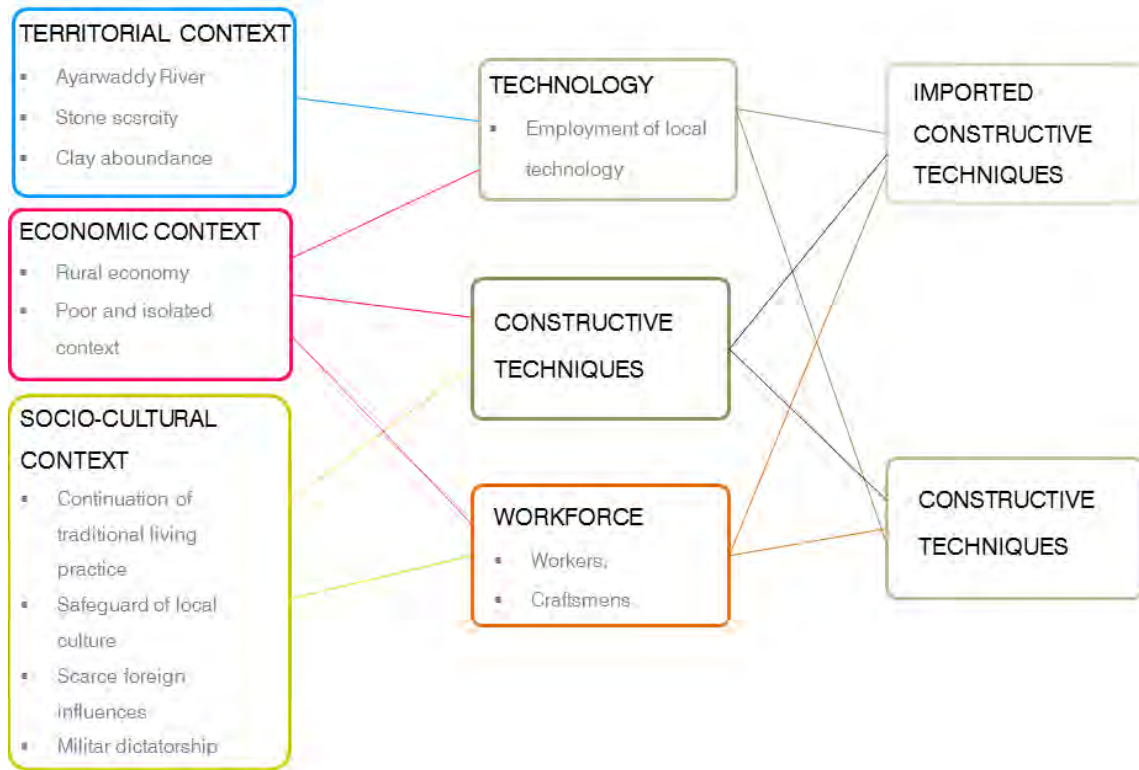 TERRITORIAL CONTEXT
▪ Ayarwaddy River
▪ Stone scsrcity
▪ Clay aboundance
ECONOMIC CONTEXT
▪ Rural economy
▪ Poor and isolated
context
SOCIO-CULTURAL
CONTEXT
▪ Continuation of
traditional living
practice
▪ Safeguard of local
culture
▪ Scarce foreign
influences
▪ Militar dictatorship
TECHNOLOGY
▪ Employment of local
technology
CONSTRUCTIVE
TECHNIQUES
WORKFORCE
▪ Workers,
▪ Craftsmens
IMPORTED
CONSTRUCTIVE
TECHNIQUES
CONSTRUCTIVE
TECHNIQUES